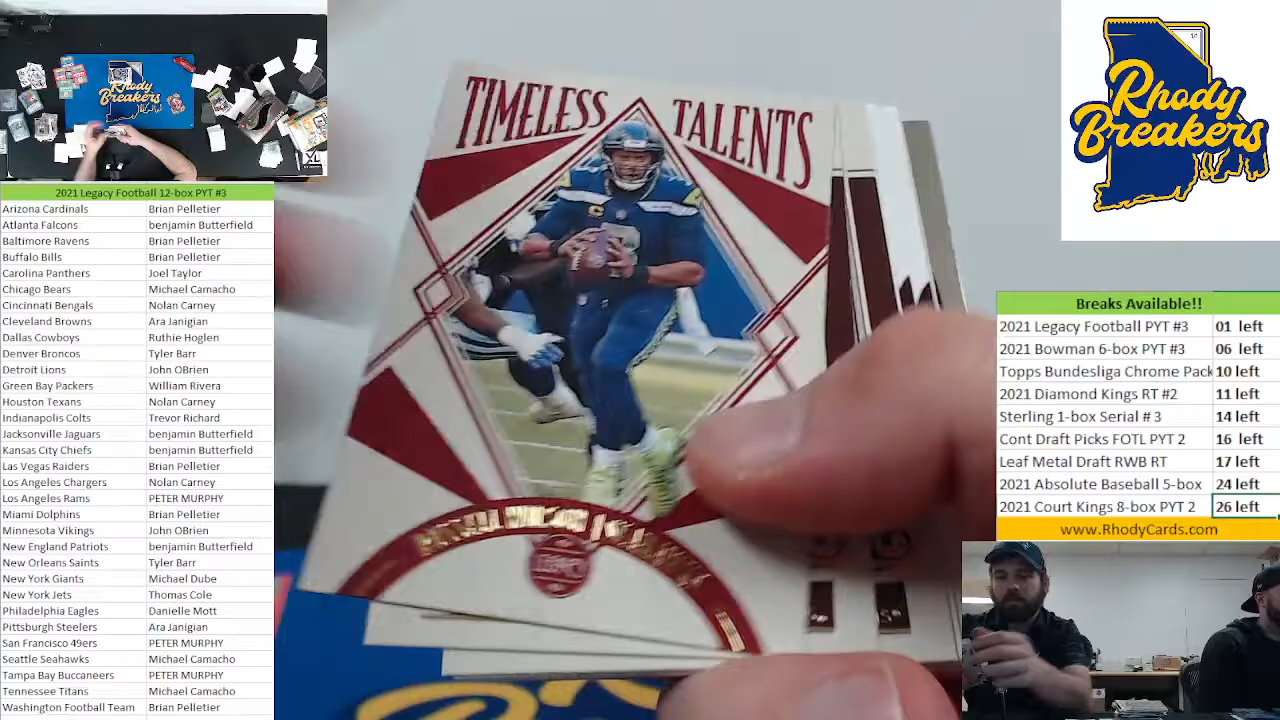 TIMELESS TALENTS
Rhody
Breakers
Rhody
Breakers
2021 Legacy Football 12-box PYT #3
Arizona Cardinals Brian Pelletier
Atlanta Falcons benjamin Butterfield
Baltimore Ravens Brian Pelletier
Buffalo Bills Brian Pelletier
Carolina Panthers Joel Taylor
Chicago Bears Michael Camacho
Cincinnati Bengals Nolan Carney
Cleveland Browns Ara Janigian
Dallas Cowboys Ruthie Hoglen
Denver Broncos Tyler Barr
Detroit Lions John OBrien
Green Bay Packers William Rivera
Houston Texans Nolan Carney
Indianapolis Colts Trevor Richard
Jacksonville Jaguars benjamin Butterfield
Kansas City Chiefs benjamin Butterfield
Las Vegas Raiders Brian Pelletier
Los Angeles Chargers Nolan Carney
Los Angeles Rams PETER MURPHY
Miami Dolphins Brian Pelletier
Minnesota Vikings John OBrien
New England Patriots benjamin Butterfield
New Orleans Saints Tyler Barr
New York Giants Michael Dube
New York Jets Thomas Cole
Philadelphia Eagles Danielle Mott
Pittsburgh Steelers Ara Janigian
San Francisco 49ers PETER MURPHY
Seattle Seahawks Michael Camacho
Tampa Bay Buccaneers PETER MURPHY
Tennessee Titans Michael Camacho
Washington Football Team Brian Pelletier
Breaks Available!!
2021 Legacy Football PYT #3 01 left
2021 Bowman 6-box PYT #3 06 left
Topps Bundesliga Chrome Pack 10 left
2021 Diamond Kings RT #2 11 left
Sterling 1-box Serial # 3 14 left
Cont Draft Picks FOTL PYT 2 16 left
Leaf Metal Draft RWB RT 17 left
2021 Absolute Baseball 5-box 24 left
2021 Court Kings 8-box PYT 2 26 left
www.RhodyCards.com